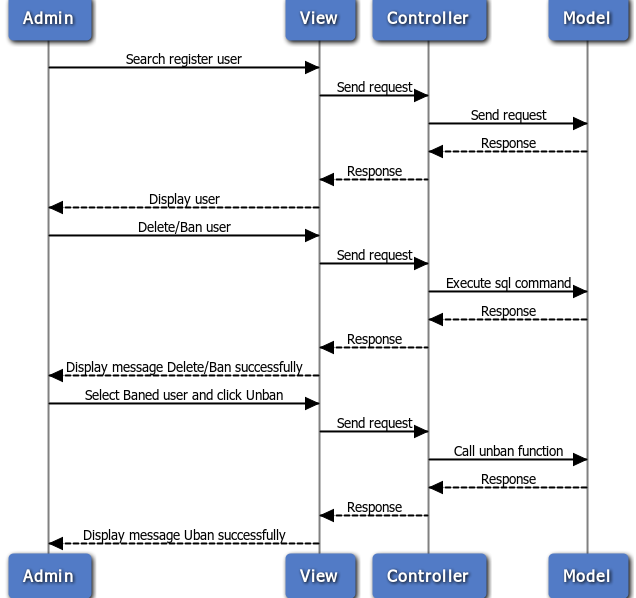 Admin View Controller Model
Search register user
Send request
Send request
Response
Response
Display user
Delete/Ban user
Send request
Execute sql command
Response
Response
Display message Delete/Ban successfully
Select Baned user and click Unban
Send request
Call unban function
Response
Response
Display message Uban successfully
Admin View Controller Model